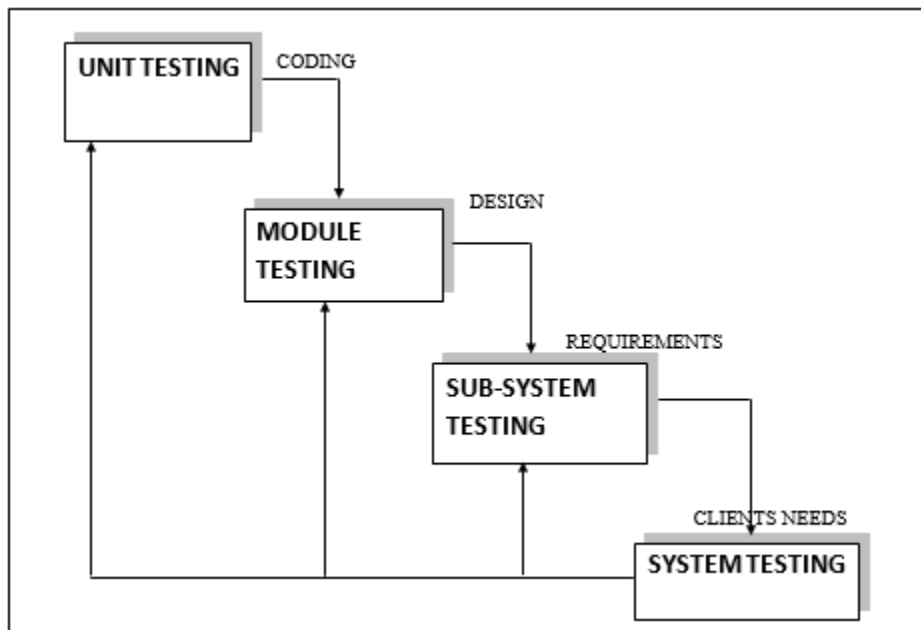 UNIT TESTING
CODING
MODULE
TESTING
DESIGN
SUB-SYSTEM
TESTING
REQUIREMENTS
CLIENTS NEEDS
SYSTEM TESTING